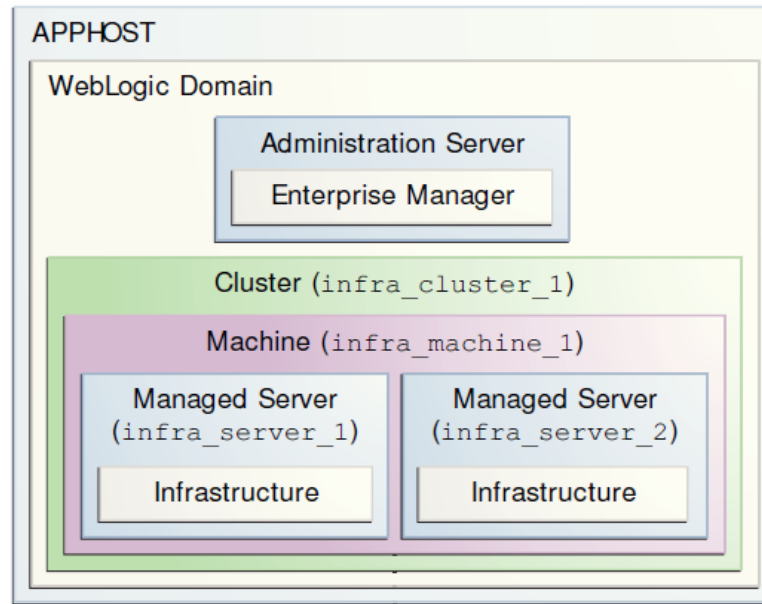 APPHOST
WebLogic Domain
Administration Server
Enterprise Manager
Cluster (infra_cluster_1)
Machine (infra_machine_1)
Managed Server
(infra_server_1)
Infrastructure
Managed Server
(infra_server_2)
Infrastructure